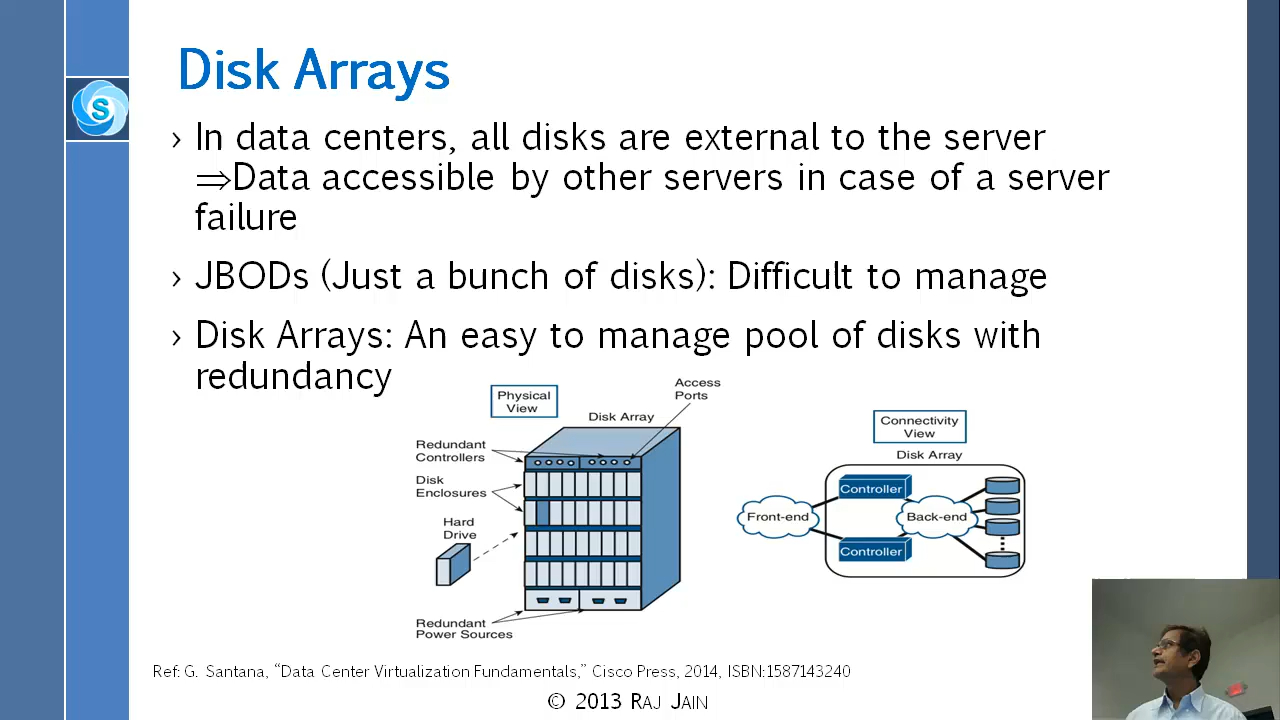 Disk Arrays
S
› In data centers, all disks are external to the server
⇒Data accessible by other servers in case of a server
failure
› JBODs (Just a bunch of disks): Difficult to manage
› Disk Arrays: An easy to manage pool of disks with
redundancy
Physical
View
Access
Ports
Disk Array
Redundant
Controllers
Disk
Enclosures
Hard
Drive
Redundant
Power Sources
Connectivity
View
Disk Array
Controller
Front-end
Back-end
Controller
Ref: G. Santana, “Data Center Virtualization Fundamentals,” Cisco Press, 2014, ISBN:1587143240
© 2013 RAJ JAIN